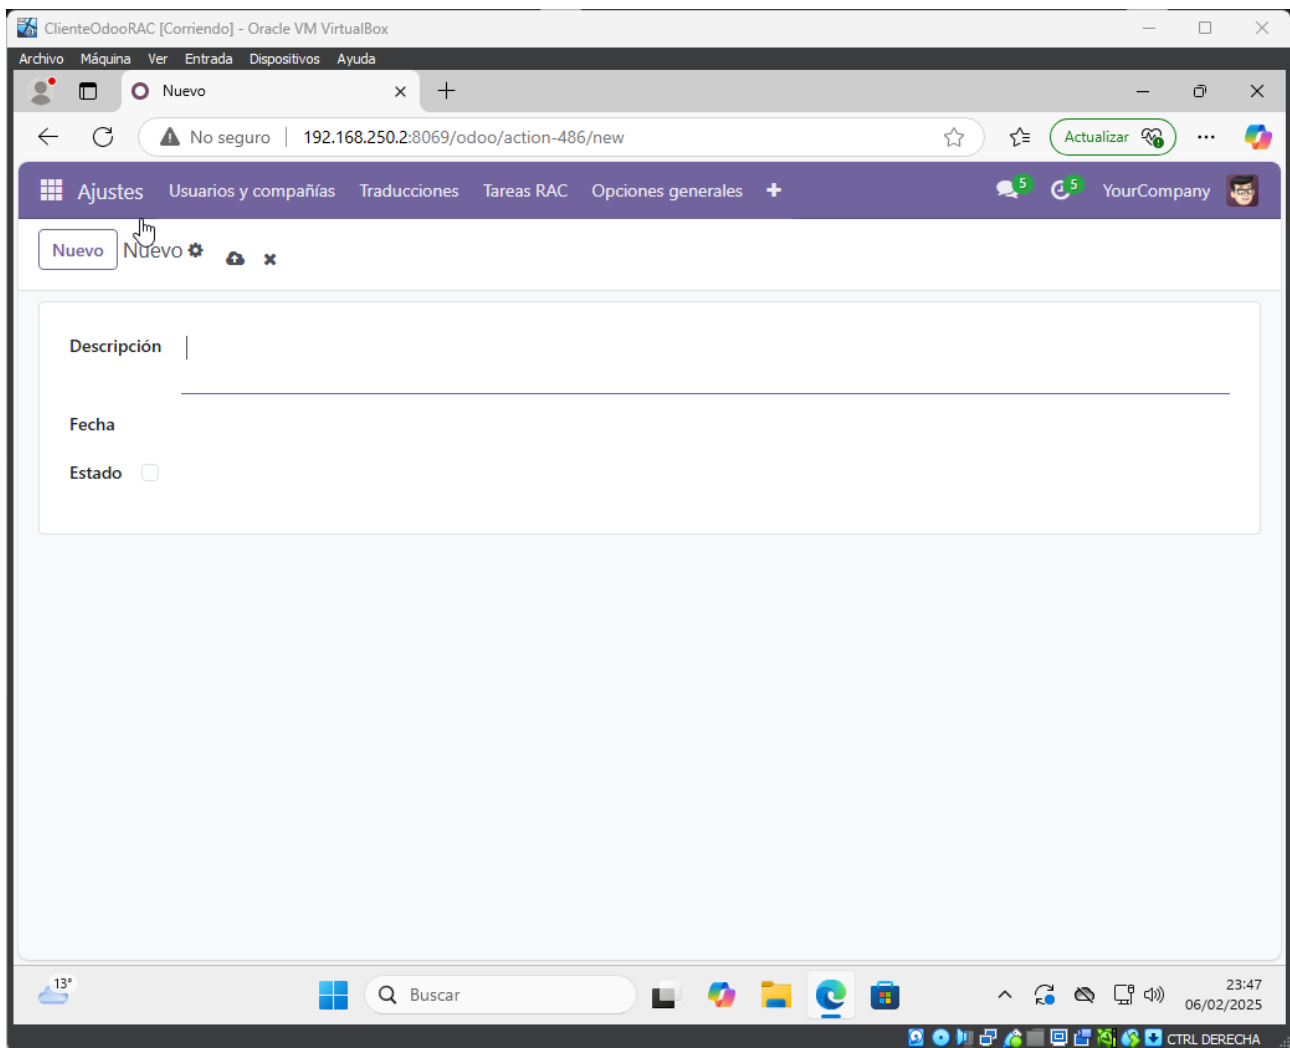 ClienteOdooRAC [Corriendo] - Oracle VM VirtualBox
Archivo Máquina Ver Entrada Dispositivos Ayuda
Nuevo
No seguro 192.168.250.2:8069/odoo/action-486/new Actualizar
Ajustes Usuarios y compañías Traducciones Tareas RAC Opciones generales 5 5 YourCompany
Nuevo Nuevo
Descripción
Fecha
Estado
13° Buscar 23:47
06/02/2025
CTRL DERECHA